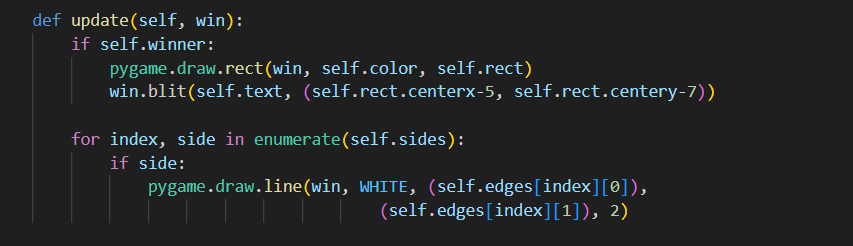 def update(self, win):
if self.winner:
pygame.draw.rect(win, self.color, self.rect)
win.blit(self.text, (self.rect.centerx-5, self.rect.centery-7))
for index, side in enumerate(self.sides):
if side:
pygame.draw.line(win, WHITE, (self.edges[index][0]),
(self.edges[index][1]), 2)